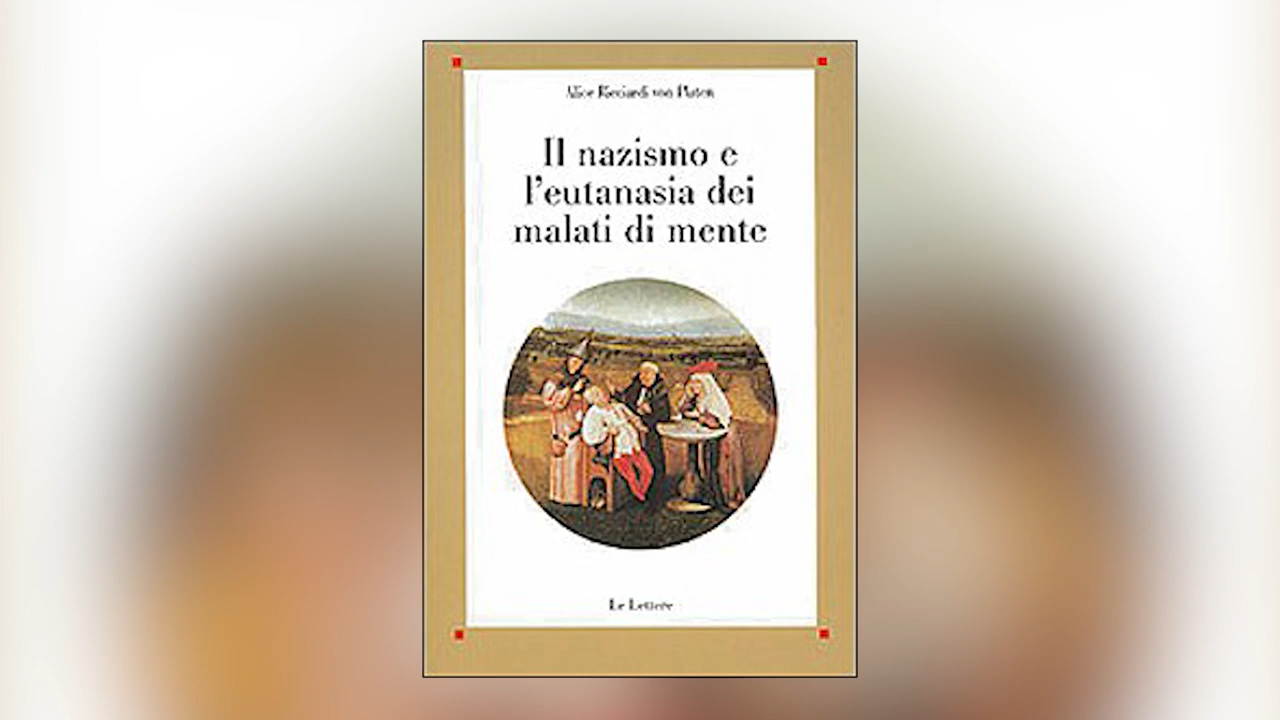 Alice Ricciardi von Platen
Il nazismo e
l'eutanasia dei
malati di mente
Le Lettere